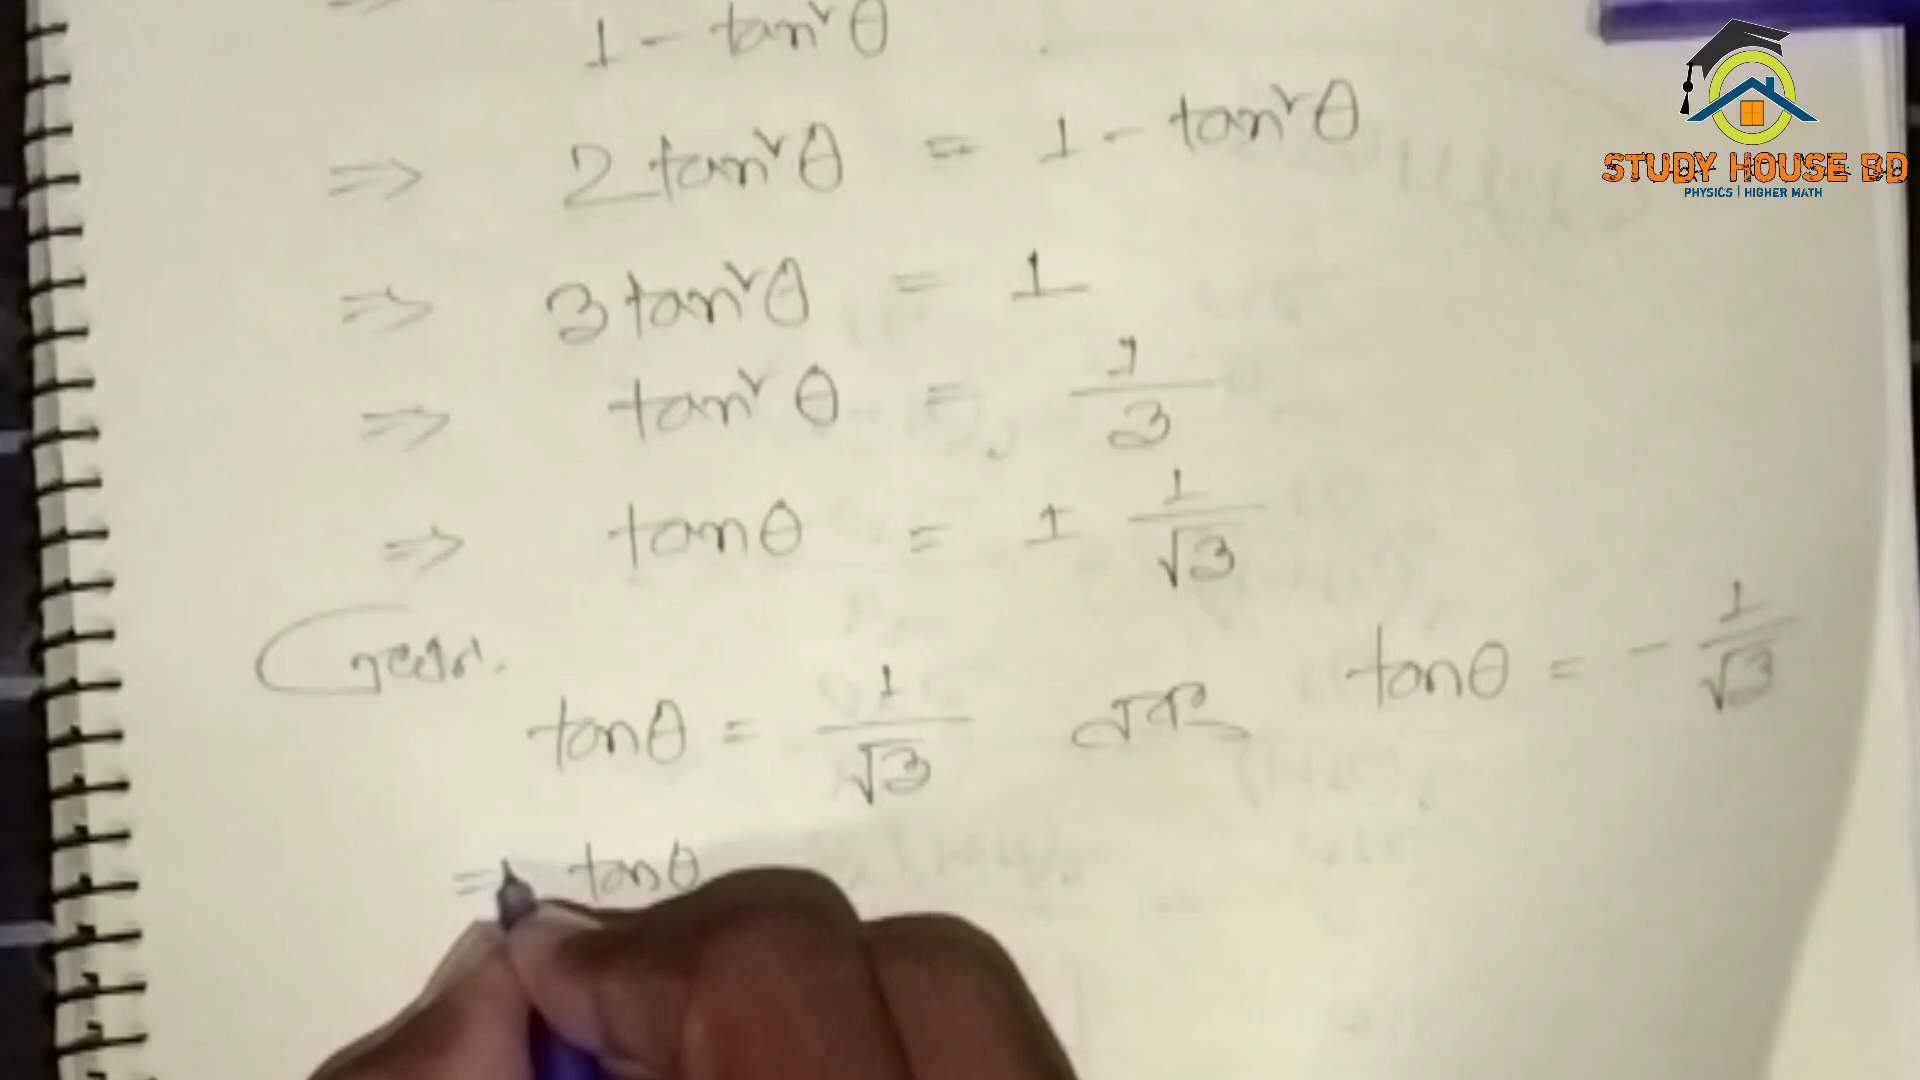 1 - tan²θ
⇒ 2tan²θ = 1 - tan²θ
⇒ 3tan²θ = 1
⇒ tan²θ = 1/3
⇒ tanθ = ± 1/√3
tanθ = 1/√3 এবং tanθ = - 1/√3
⇒ tanθ
STUDY HOUSE BD
PHYSICS | HIGHER MATH